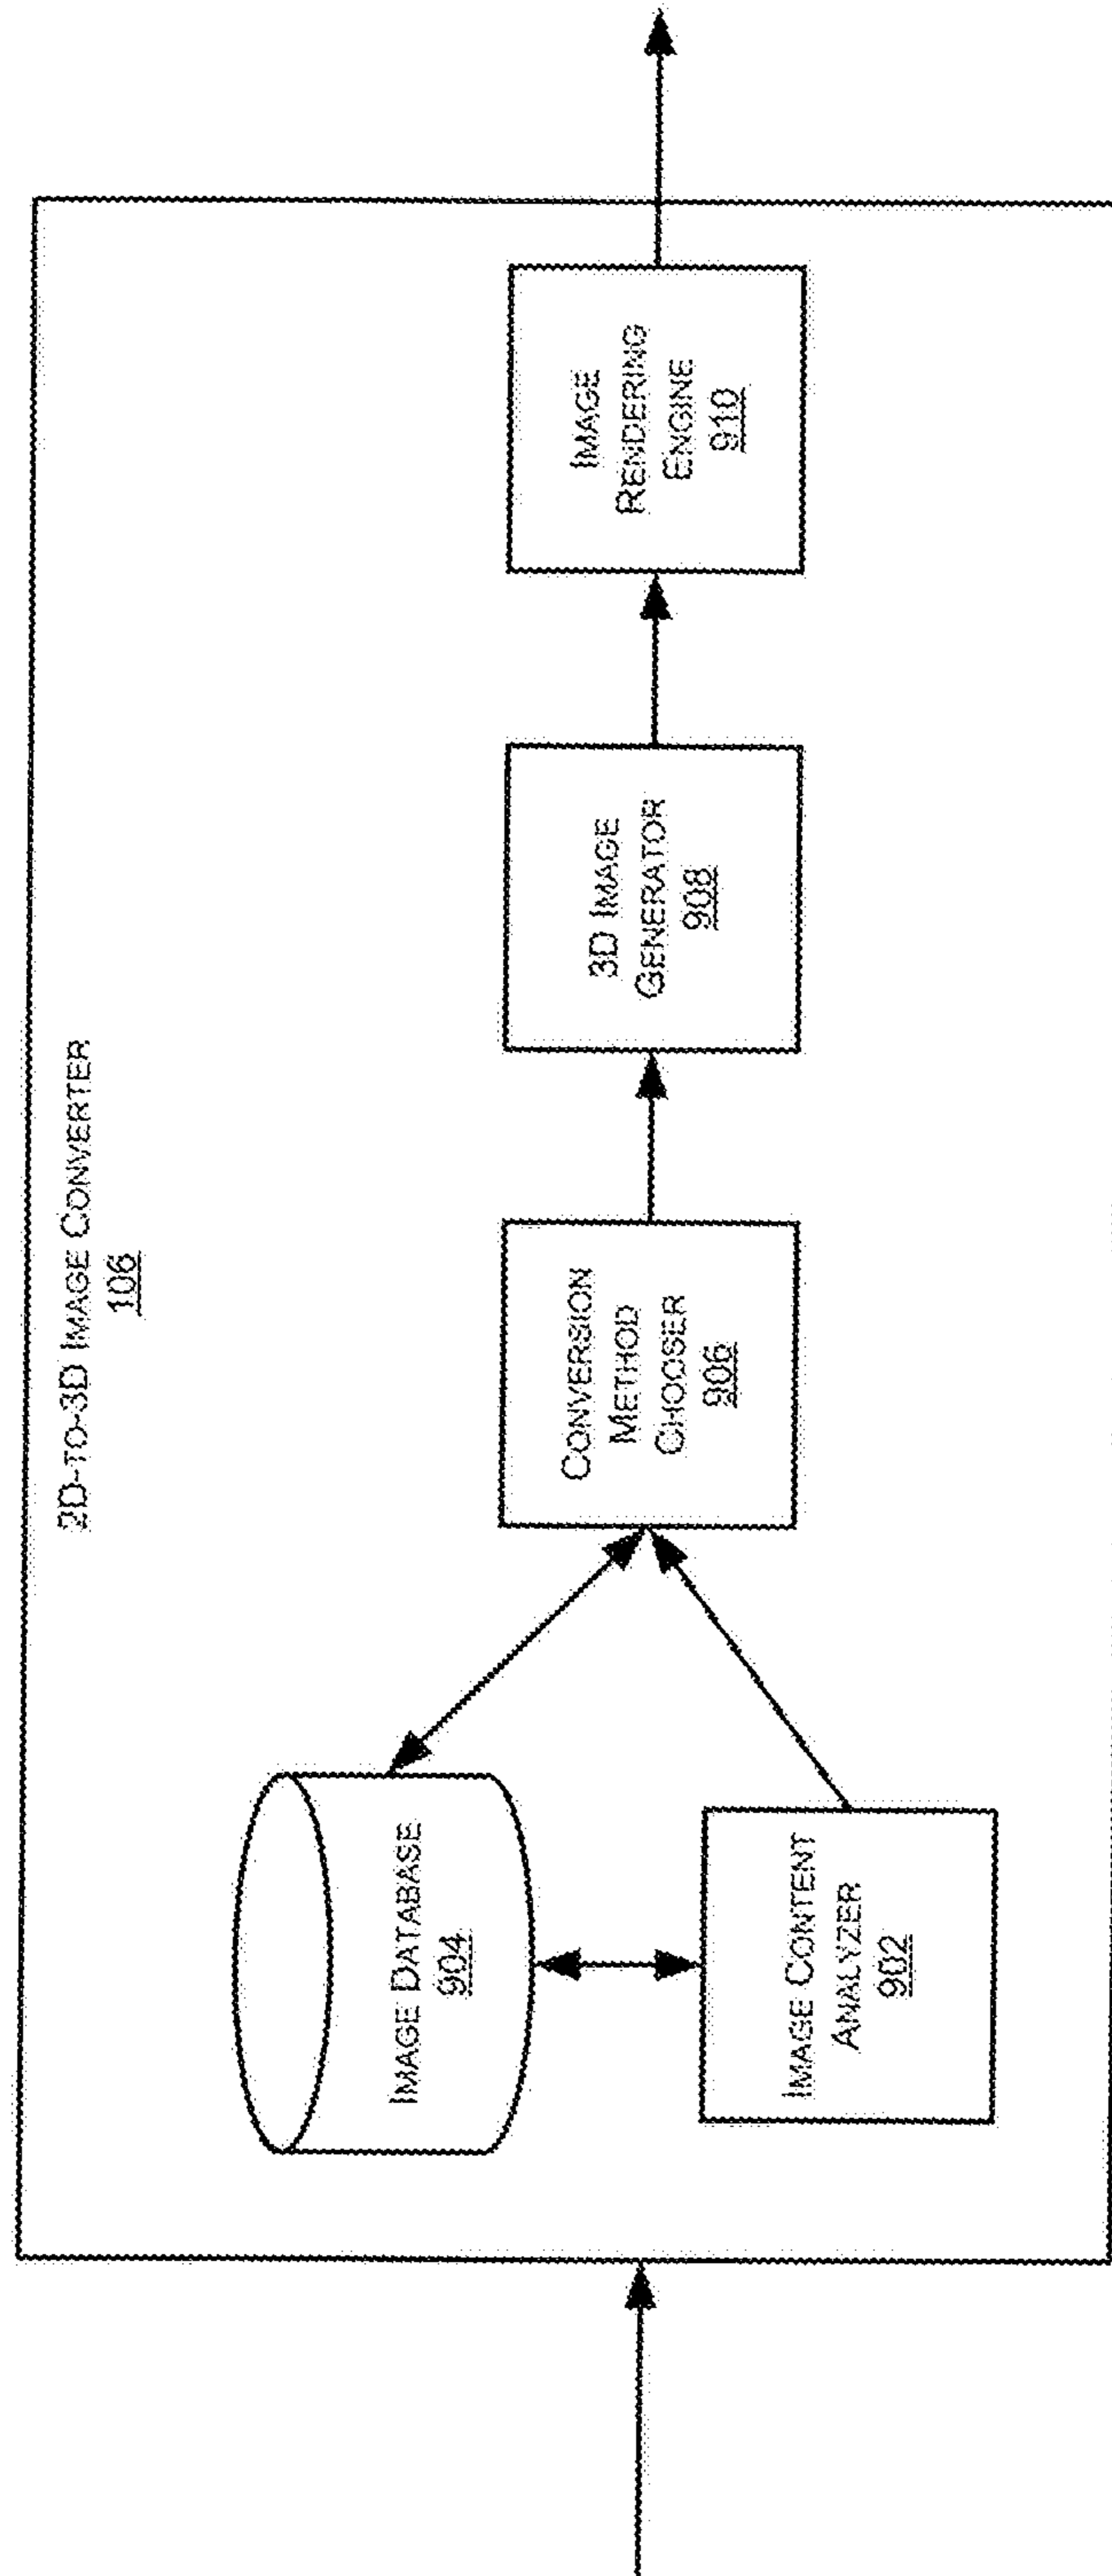 2D-TO-3D IMAGE CONVERTER
106
IMAGE DATABASE
904
IMAGE CONTENT
ANALYZER
902
CONVERSION
METHOD
CHOOSER
906
3D IMAGE
GENERATOR
908
IMAGE
RENDERING
ENGINE
910